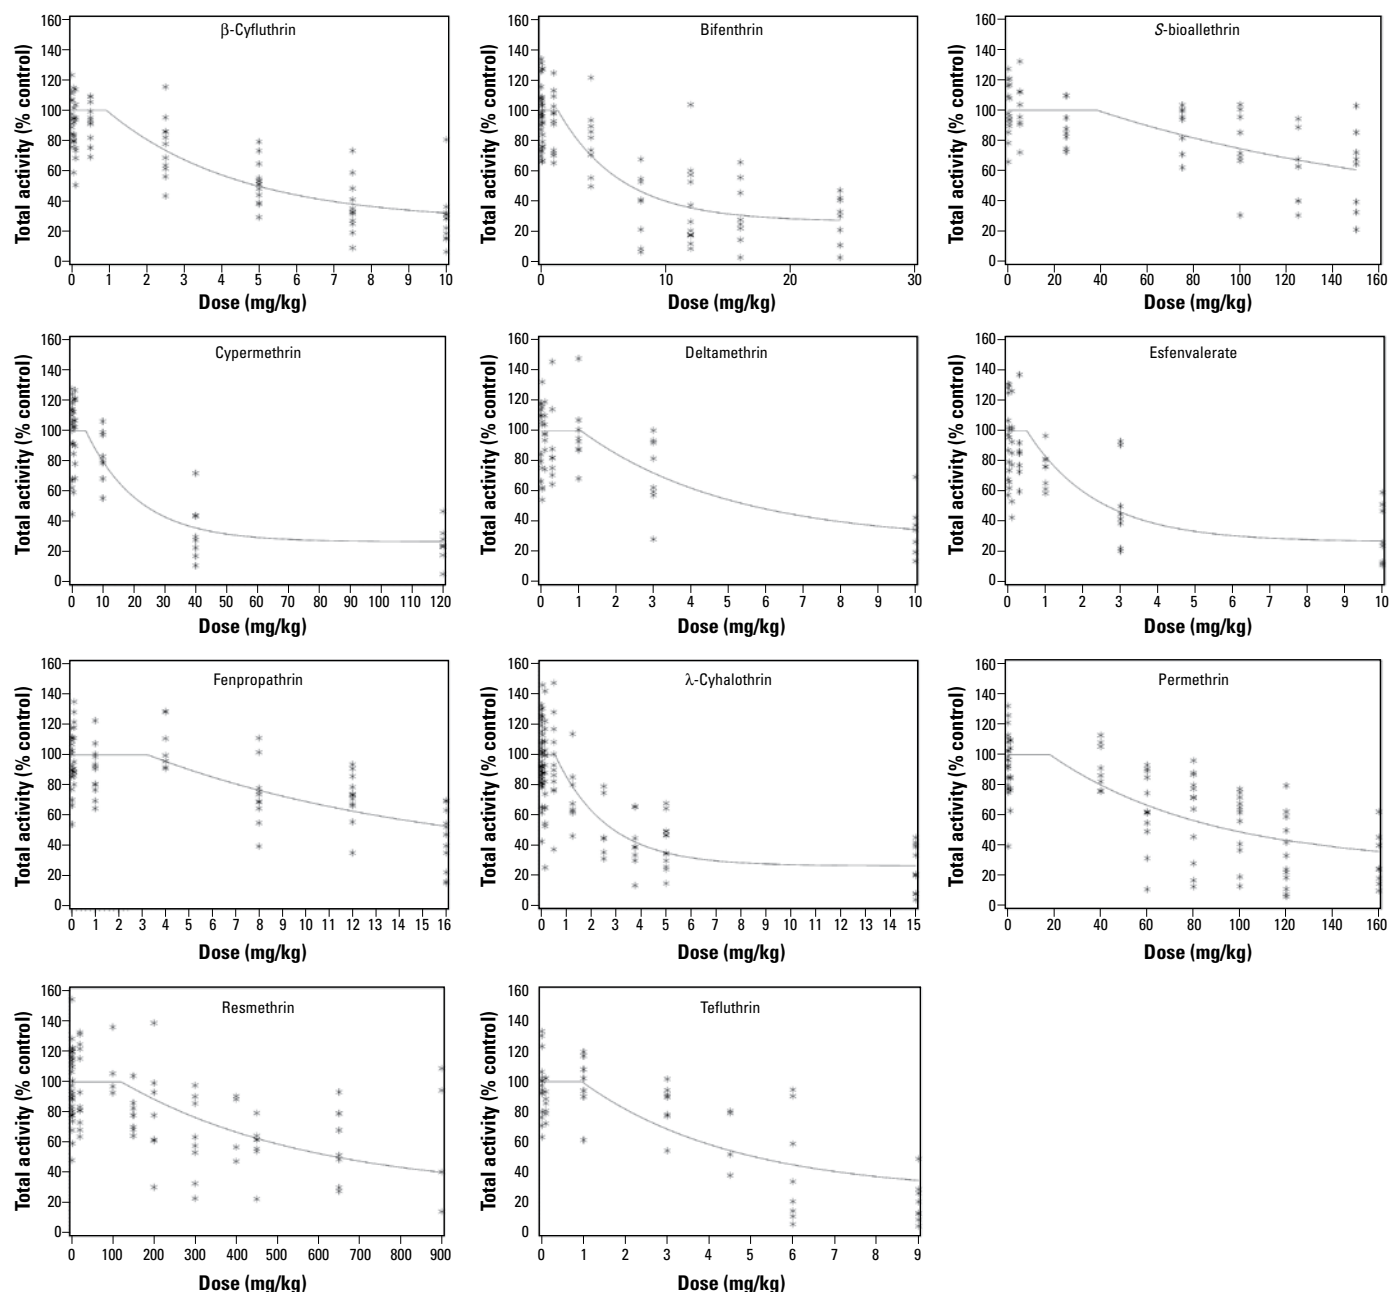 β-Cyfluthrin
Total activity (% control)
160
140
120
100
80
60
40
20
0
0 1 2 3 4 5 6 7 8 9 10
Dose (mg/kg)
Bifenthrin
Total activity (% control)
160
140
120
100
80
60
40
20
0
0 10 20 30
Dose (mg/kg)
S-bioallethrin
Total activity (% control)
160
140
120
100
80
60
40
20
0
0 20 40 60 80 100 120 140 160
Dose (mg/kg)
Cypermethrin
Total activity (% control)
160
140
120
100
80
60
40
20
0
0 10 20 30 40 60 60 70 80 90 100 110 120
Dose (mg/kg)
Deltamethrin
Total activity (% control)
160
140
120
100
80
60
40
20
0
0 1 2 3 4 5 6 7 8 9 10
Dose (mg/kg)
Esfenvalerate
Total activity (% control)
160
140
120
100
80
60
40
20
0
0 1 2 3 4 5 6 7 8 9 10
Dose (mg/kg)
Fenpropathrin
Total activity (% control)
160
140
120
100
80
60
40
20
0
0 1 2 3 4 5 6 7 8 9 10 11 12 13 14 15 16
Dose (mg/kg)
λ-Cyhalothrin
Total activity (% control)
160
140
120
100
80
60
40
20
0
0 1 2 3 4 5 6 7 8 9 10 11 12 13 14 15
Dose (mg/kg)
Permethrin
Total activity (% control)
160
140
120
100
80
60
40
20
0
0 20 40 60 80 100 120 140 160
Dose (mg/kg)
Resmethrin
Total activity (% control)
160
140
120
100
80
60
40
20
0
0 100 200 300 400 500 600 700 800 900
Dose (mg/kg)
Tefluthrin
Total activity (% control)
160
140
120
100
80
60
40
20
0
0 1 2 3 4 5 6 7 8 9
Dose (mg/kg)